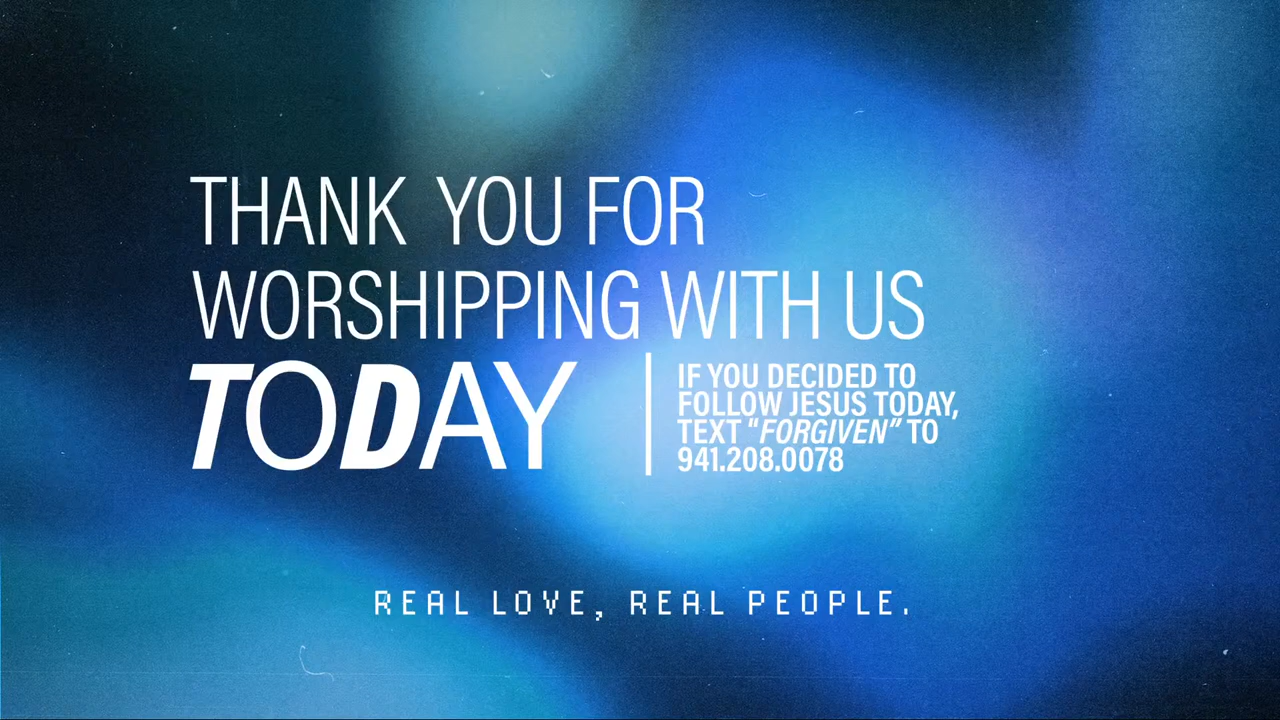 THANK YOU FOR
WORSHIPPING WITH US
TODAY
IF YOU DECIDED TO
FOLLOW JESUS TODAY,
TEXT “FORGIVEN” TO
941.208.0078
REAL LOVE, REAL PEOPLE.